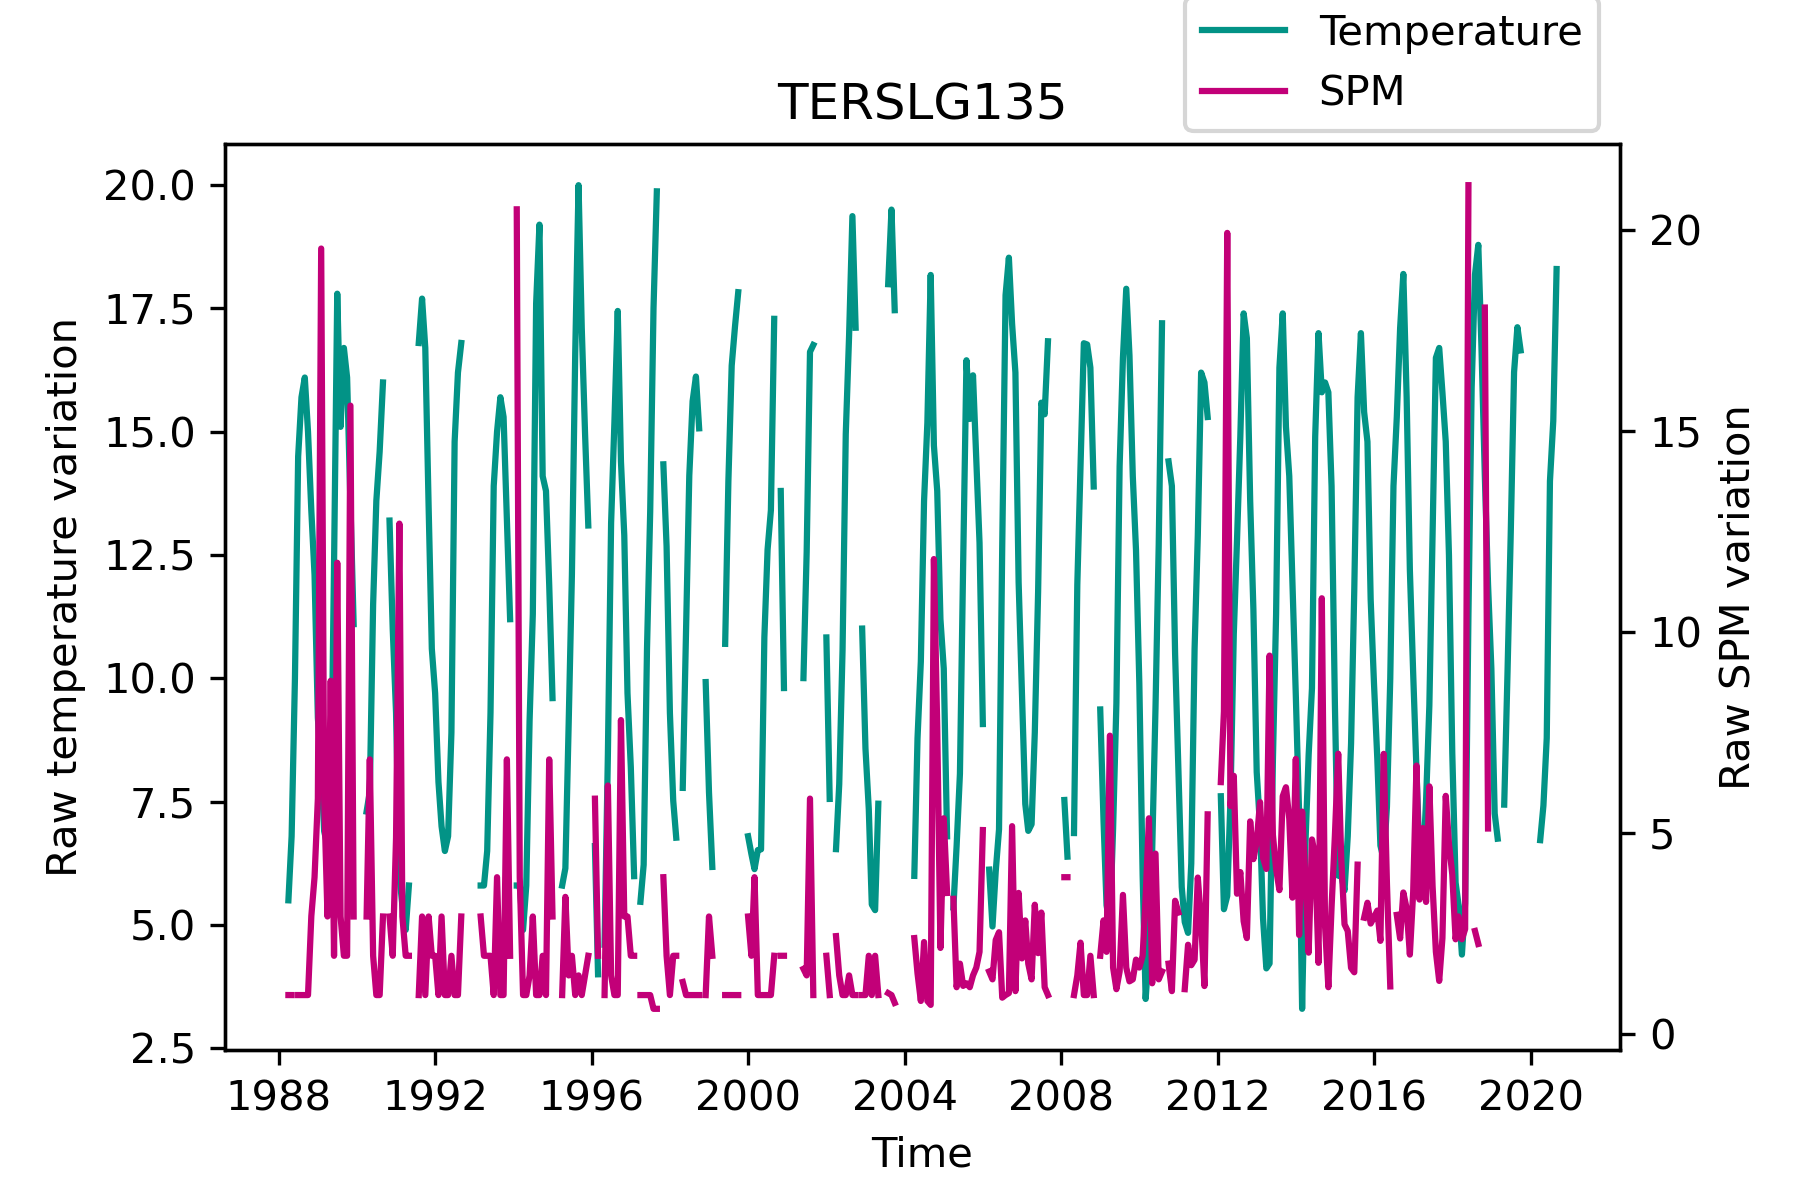 Temperature
SPM
TERSLG135
Raw temperature variation
20.0
17.5
15.0
12.5
10.0
7.5
5.0
2.5
20
15
10
5
0
Raw SPM variation
1988 1992 1996 2000 2004 2008 2012 2016 2020
Time